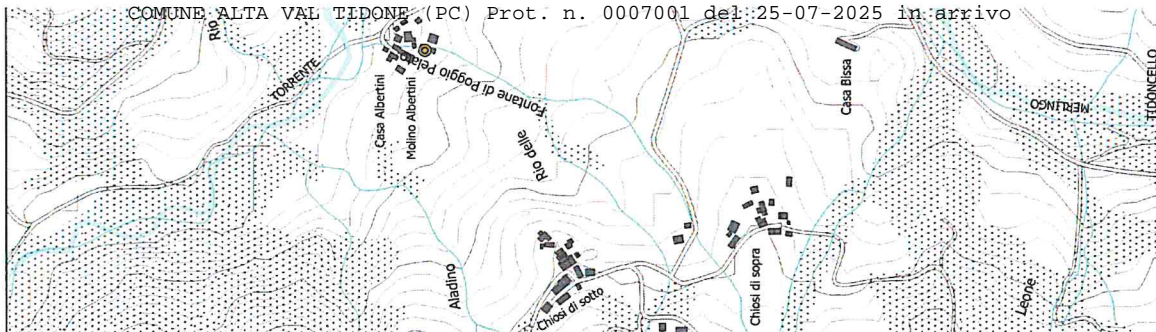 COMUNE ALTA VAL TIDONE (PC) Prot. n. 0007001 del 25-07-2025 in arrivo
Rio
TORRENTE
Casa Albertini
Molino Albertini
Fontane di Poggio Pelato
Rio delle
Casa Bissa
MERLINGO
TIDONCELLO
Aladino
Chiosi di sotto
Chiosi di sopra
Leone